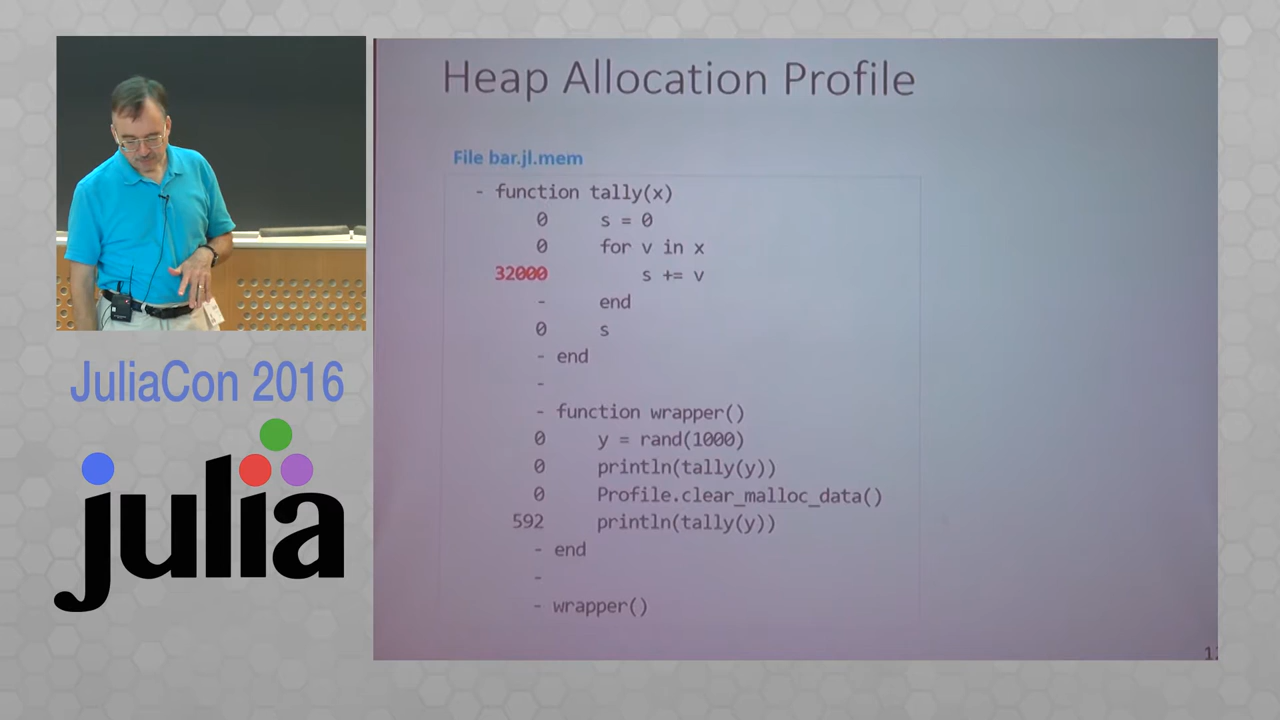 Heap Allocation Profile
File bar.jl.mem
- function tally(x)
0 s = 0
0 for v in x
32000 s += v
- end
0 s
- end
-
- function wrapper()
0 y = rand(1000)
0 println(tally(y))
0 Profile.clear_malloc_data()
592 println(tally(y))
- end
-
- wrapper()
JuliaCon 2016
julia